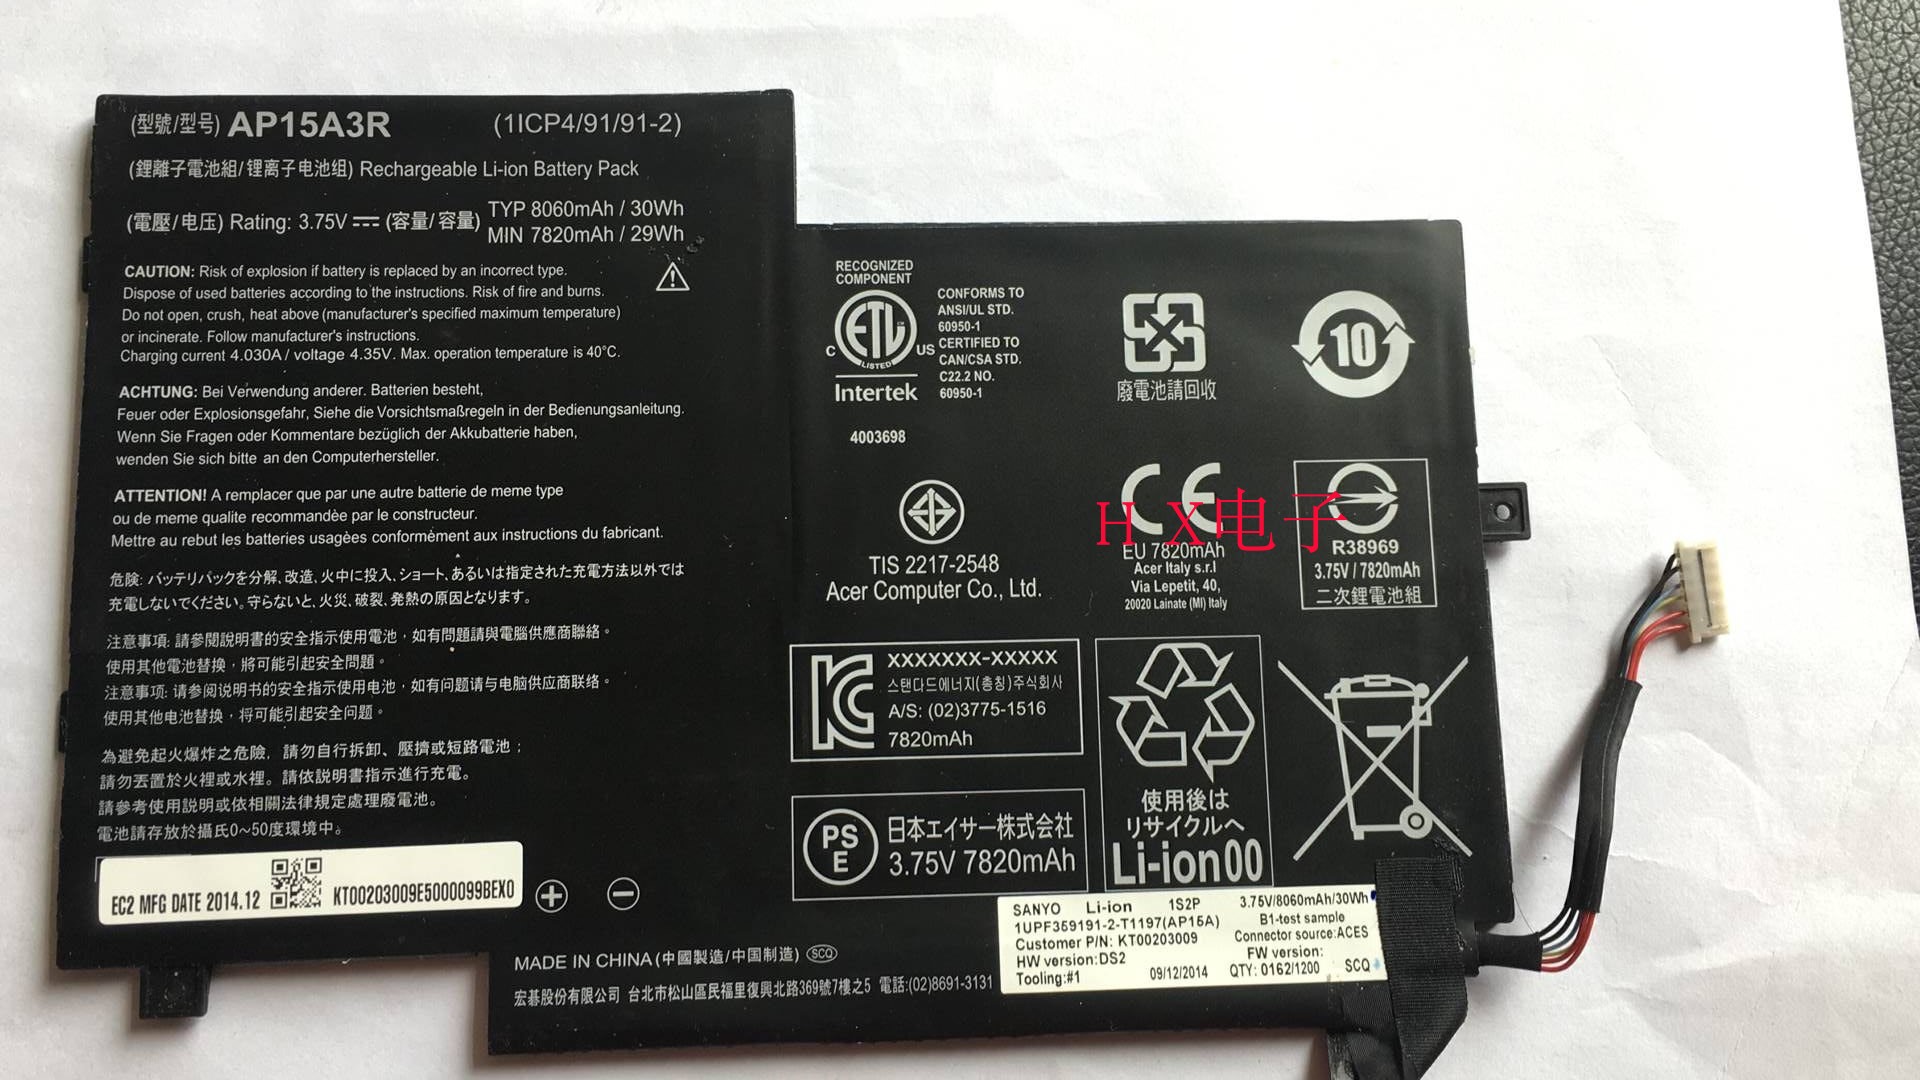 (型號/型号) AP15A3R (1ICP4/91/91-2)
(鋰離子電池組/锂离子电池组) Rechargeable Li-ion Battery Pack
(電壓/电压) Rating: 3.75V (容量/容量) TYP 8060mAh / 30Wh
MIN 7820mAh / 29Wh
CAUTION: Risk of explosion if battery is replaced by an incorrect type.
Dispose of used batteries according to the instructions. Risk of fire and burns.
Do not open, crush, heat above (manufacturer's specified maximum temperature)
or incinerate. Follow manufacturer's instructions.
Charging current 4.030A / voltage 4.35V. Max. operation temperature is 40°C.
ACHTUNG: Bei Verwendung anderer. Batterien besteht,
Feuer oder Explosionsgefahr, Siehe die Vorsichtsmaßregeln in der Bedienungsanleitung.
Wenn Sie Fragen oder Kommentare bezüglich der Akkubatterie haben,
wenden Sie sich bitte an den Computerhersteller.
ATTENTION! A remplacer que par une autre batterie de meme type
ou de meme qualite recommandèe par le constructeur.
Mettre au rebut les batteries usagèes conformèment aux instructions du fabricant.
危険: バッテリパックを分解、改造、火中に投入、ショート、あるいは指定された充電方法以外では
充電しないでください。守らないと、火災、破裂、発熱の原因となります。
注意事項: 請參閱說明書的安全指示使用電池，如有問題請與電腦供應商聯絡。
使用其他電池替換，將可能引起安全問題。
注意事项: 请参阅说明书的安全指示使用电池，如有问题请与电脑供应商联络。
使用其他电池替换，将可能引起安全问题。
為避免起火爆炸之危險，請勿自行拆卸、壓擠或短路電池；
請勿丟置於火裡或水裡。請依說明書指示進行充電。
請參考使用說明或依相關法律規定處理廢電池。
電池請存放於攝氏0~50度環境中。
EC2 MFG DATE 2014.12 KT00203009E5000099BEX0
RECOGNIZED
COMPONENT
ETL
LISTED
C US
Intertek
4003698
CONFORMS TO
ANSI/UL STD.
60950-1
CERTIFIED TO
CAN/CSA STD.
C22.2 NO.
60950-1
廢電池請回收
10
TIS 2217-2548
Acer Computer Co., Ltd.
CE
H X电子
EU 7820mAh
Acer Italy s.r.l
Via Lepetit, 40,
20020 Lainate (MI) Italy
R38969
3.75V / 7820mAh
二次鋰電池組
XXXXXXX-XXXXX
스탠다드에너지(총칭)주식회사
A/S: (02)3775-1516
7820mAh
PS
E
日本エイサー株式会社
3.75V 7820mAh
使用後は
リサイクルへ
Li-ion00
SANYO Li-ion 1S2P 3.75V/8060mAh/30Wh
1UPF359191-2-T1197(AP15A) B1-test sample
Customer P/N: KT00203009 Connector source:ACES
HW version:DS2 FW version:
Tooling:#1 09/12/2014 QTY: 0162/1200 SCQ
MADE IN CHINA (中國製造/中国制造) SCQ
宏碁股份有限公司 台北市松山區民福里復興北路369號7樓之5 電話:(02)8691-3131